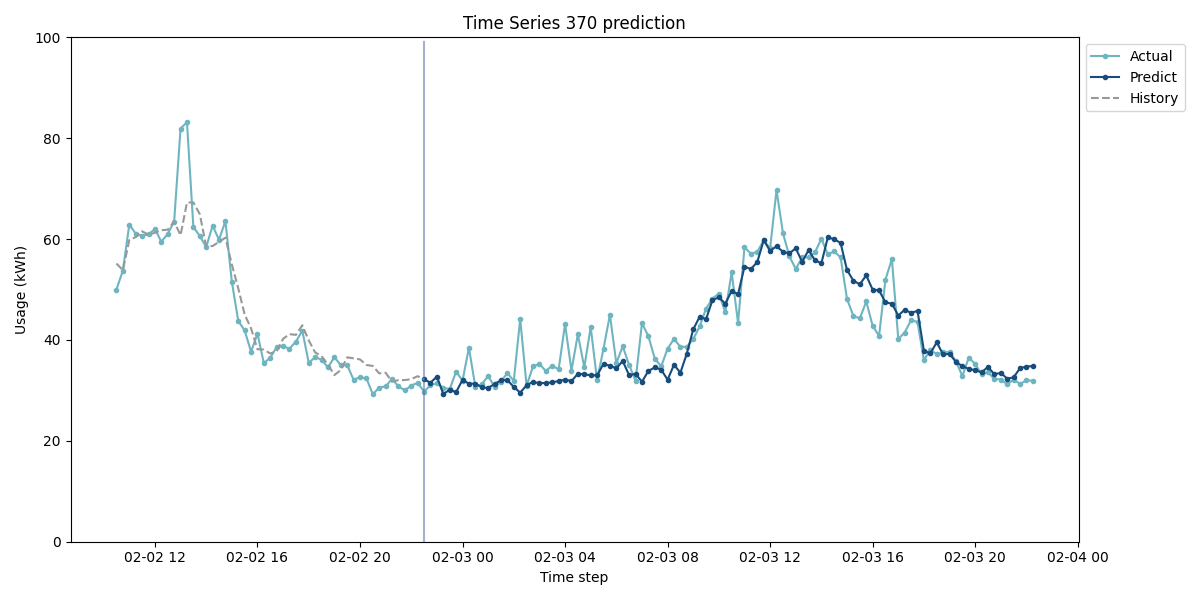 Time Series 370 prediction
100
80
60
40
20
0
Usage (kWh)
02-02 12
02-02 16
02-02 20
02-03 00
02-03 04
02-03 08
02-03 12
02-03 16
02-03 20
02-04 00
Time step
Actual
Predict
History